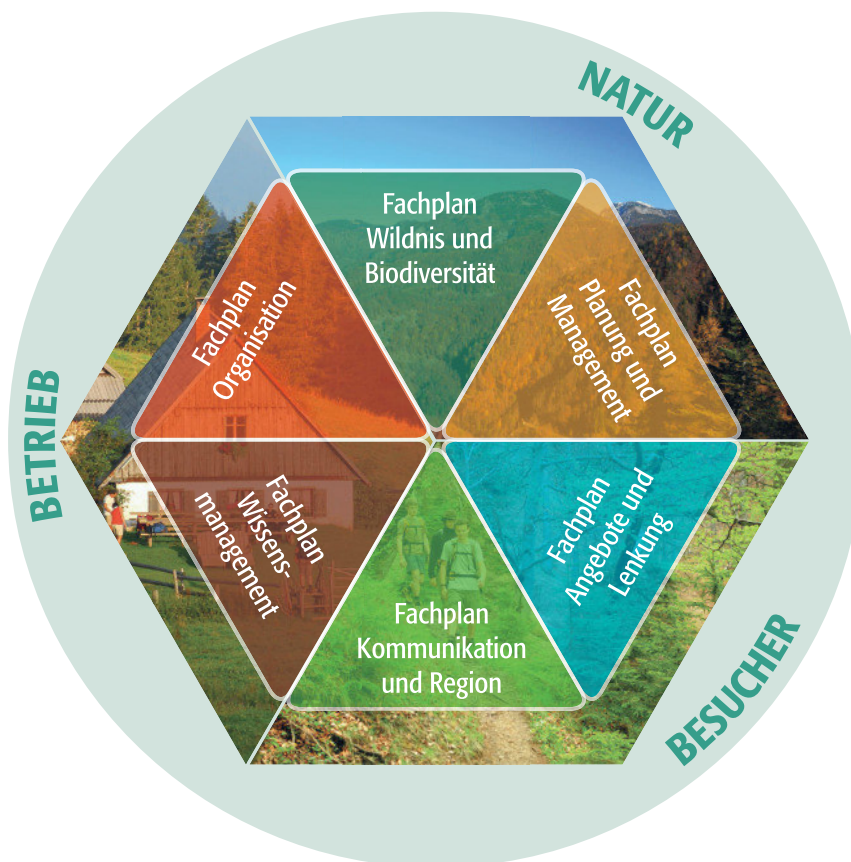 NATUR
Fachplan
Wildnis und
Biodiversität
Fachplan
Organisation
Fachplan
Planung und
Management
BETRIEB
Fachplan
Wissens-
management
Fachplan
Angebote und
Lenkung
Fachplan
Kommunikation
und Region
BESUCHER